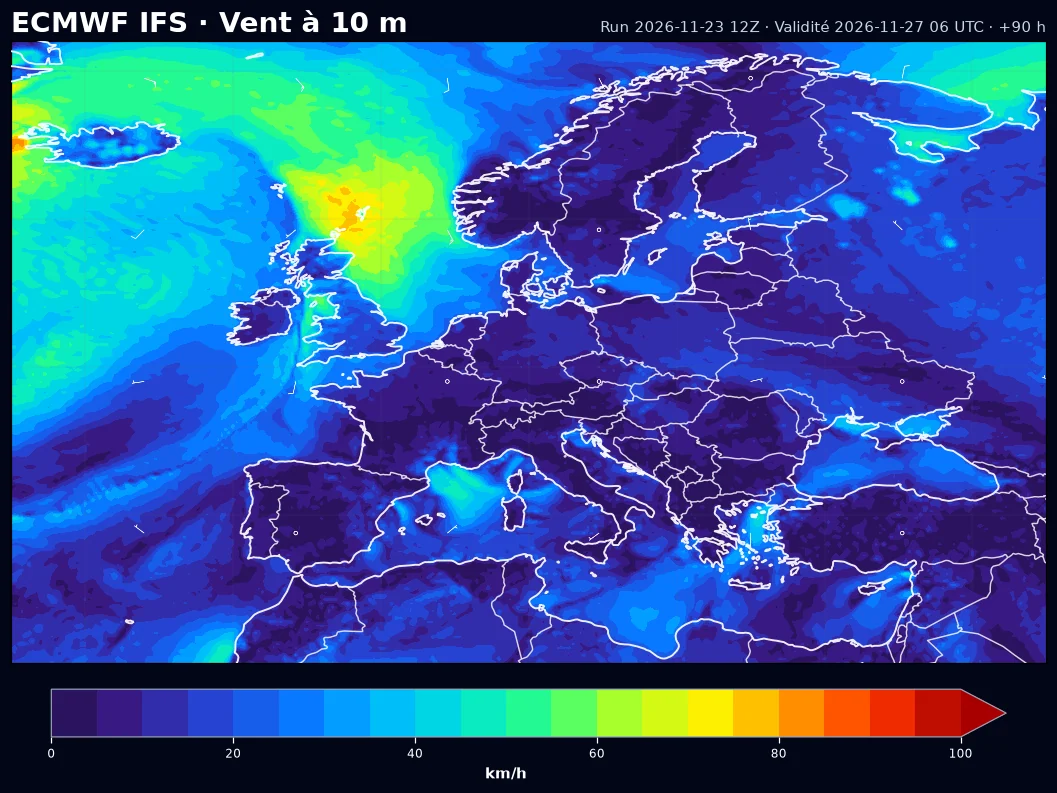 ECMWF IFS · Vent à 10 m
Run 2026-11-23 12Z · Validité 2026-11-27 06 UTC · +90 h
0 20 40 60 80 100
km/h